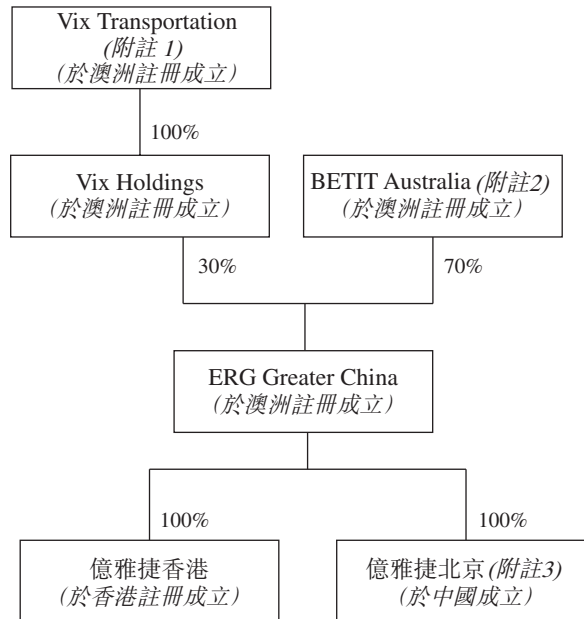 Vix Transportation
(附註 1)
(於澳洲註冊成立)
100%
Vix Holdings
(於澳洲註冊成立)
BETIT Australia (附註2)
(於澳洲註冊成立)
30%
70%
ERG Greater China
(於澳洲註冊成立)
100%
100%
億雅捷香港
(於香港註冊成立)
億雅捷北京(附註3)
(於中國成立)